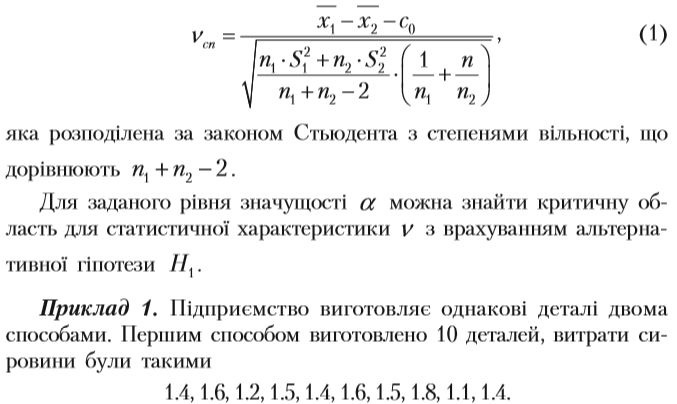 ν_сп = (x̅₁ − x̅₂ − c₀) / √((n₁ · S₁² + n₂ · S₂²) / (n₁ + n₂ − 2) · (1/n₁ + n/n₂)), (1)
яка розподілена за законом Стьюдента з степенями вільності, що
дорівнюють n₁ + n₂ − 2.
Для заданого рівня значущості α можна знайти критичну об-
ласть для статистичної характеристики ν з врахуванням альтерна-
тивної гіпотези H₁.
Приклад 1. Підприємство виготовляє однакові деталі двома
способами. Першим способом виготовлено 10 деталей, витрати си-
ровини були такими
1.4, 1.6, 1.2, 1.5, 1.4, 1.6, 1.5, 1.8, 1.1, 1.4.